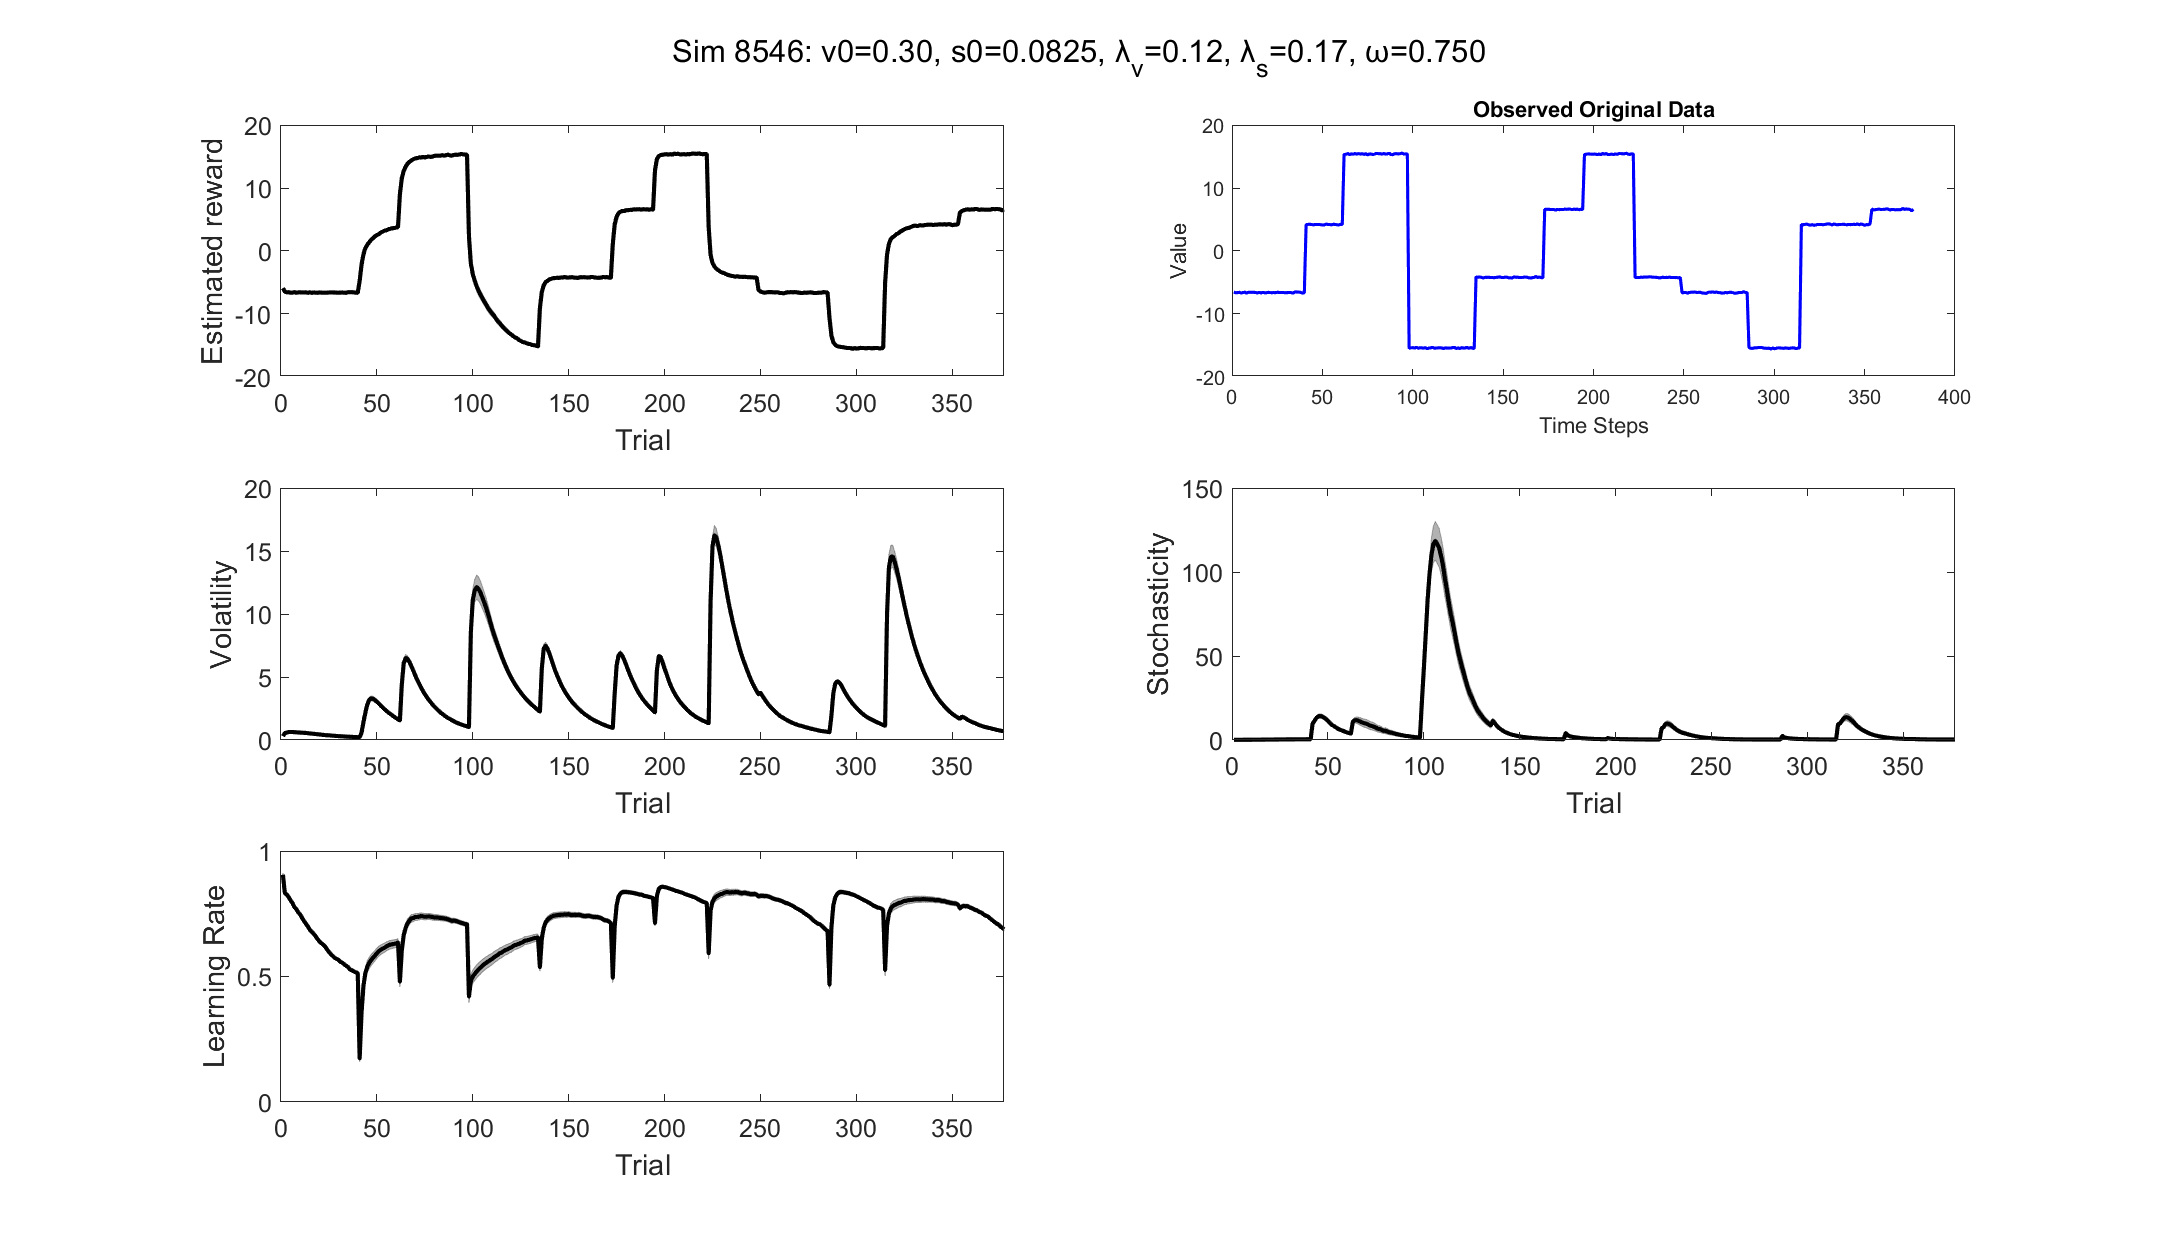 Sim 8546: v0=0.30, s0=0.0825, λ_v=0.12, λ_s=0.17, ω=0.750
Estimated reward
20
10
0
-10
-20
0 50 100 150 200 250 300 350
Trial
Observed Original Data
Value
20
10
0
-10
-20
0 50 100 150 200 250 300 350 400
Time Steps
Volatility
20
15
10
5
0
0 50 100 150 200 250 300 350
Trial
Stochasticity
150
100
50
0
0 50 100 150 200 250 300 350
Trial
Learning Rate
1
0.5
0
0 50 100 150 200 250 300 350
Trial